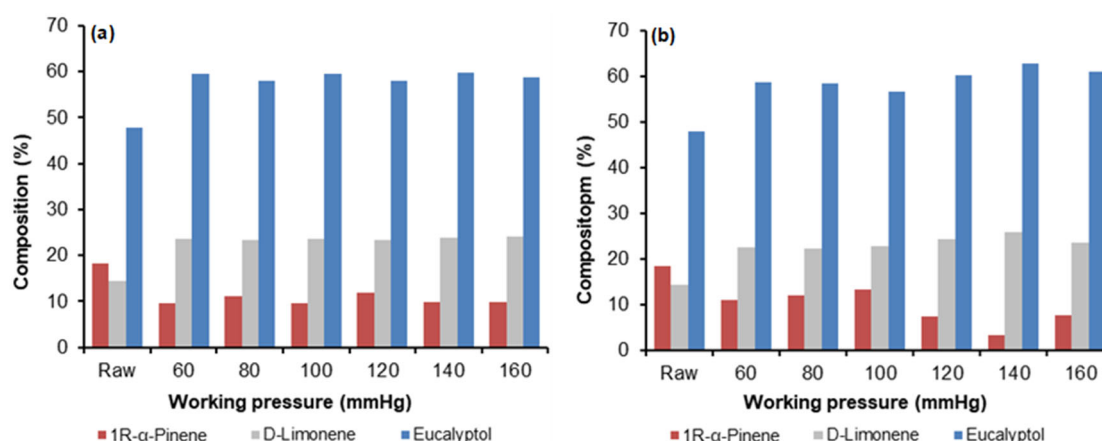 (a)
Composition (%)
70
60
50
40
30
20
10
0
Raw 60 80 100 120 140 160
Working pressure (mmHg)
1R-α-Pinene D-Limonene Eucalyptol
(b)
Compositopm (%)
70
60
50
40
30
20
10
0
Raw 60 80 100 120 140 160
Working pressure (mmHg)
1R-α-Pinene D-Limonene Eucalyptol